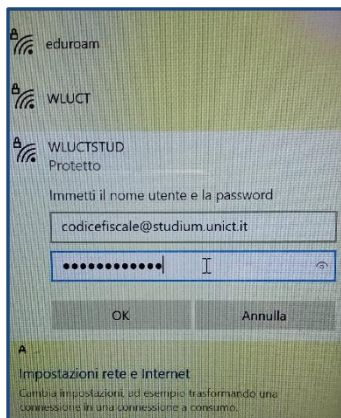 eduroam
WLUCT
WLUCTSTUD
Protetto
Immetti il nome utente e la password
codicefiscale@studium.unict.it
OK
Annulla
A
Impostazioni rete e Internet
Cambia impostazioni, ad esempio trasformando una
connessione in una connessione a consumo.